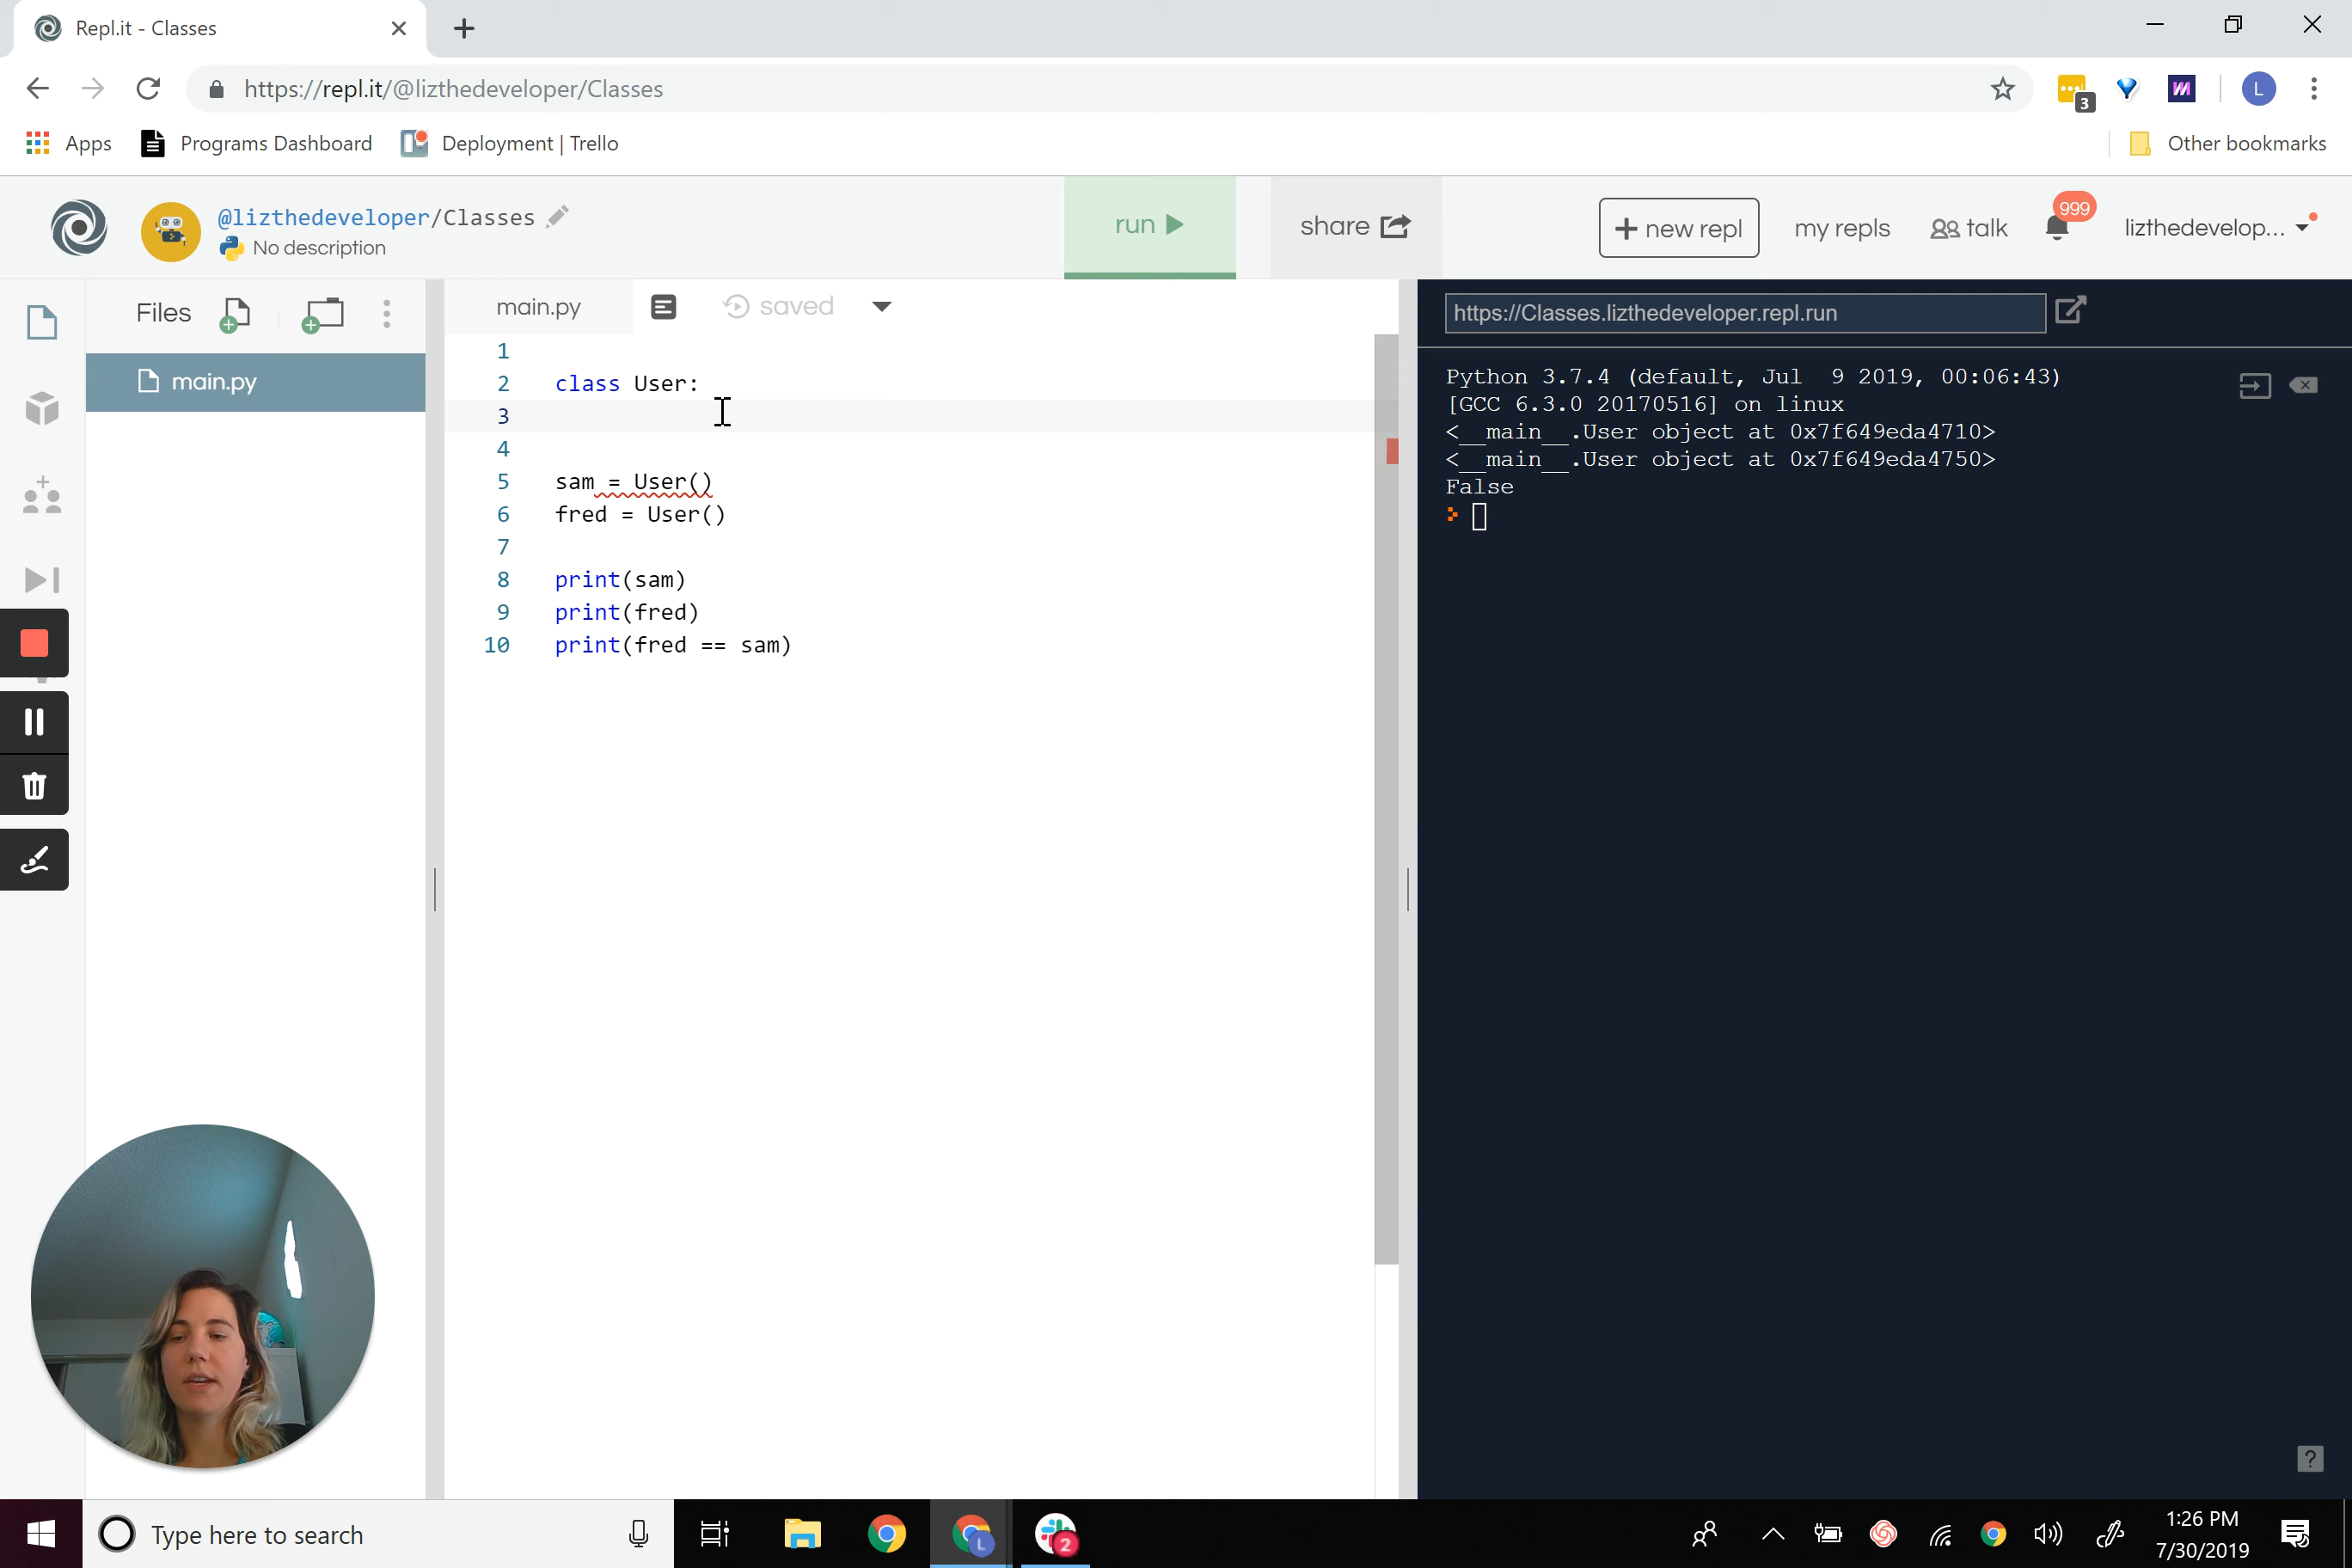 Repl.it - Classes
https://repl.it/@lizthedeveloper/Classes
3
L
Apps
Programs Dashboard
Deployment | Trello
Other bookmarks
@lizthedeveloper/Classes
No description
run
share
+ new repl
my repls
talk
999
lizthedevelop...
Files
main.py
main.py
saved
1
2 class User:
3
4
5 sam = User()
6 fred = User()
7
8 print(sam)
9 print(fred)
10 print(fred == sam)
https://Classes.lizthedeveloper.repl.run
Python 3.7.4 (default, Jul  9 2019, 00:06:43)
[GCC 6.3.0 20170516] on linux
<__main__.User object at 0x7f649eda4710>
<__main__.User object at 0x7f649eda4750>
False
?
Type here to search
L
2
1:26 PM
7/30/2019